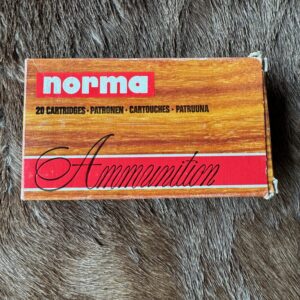 norma
20 CARTRIDGES · PATRONEN · CARTOUCHES · PATRUUNA
Ammunition